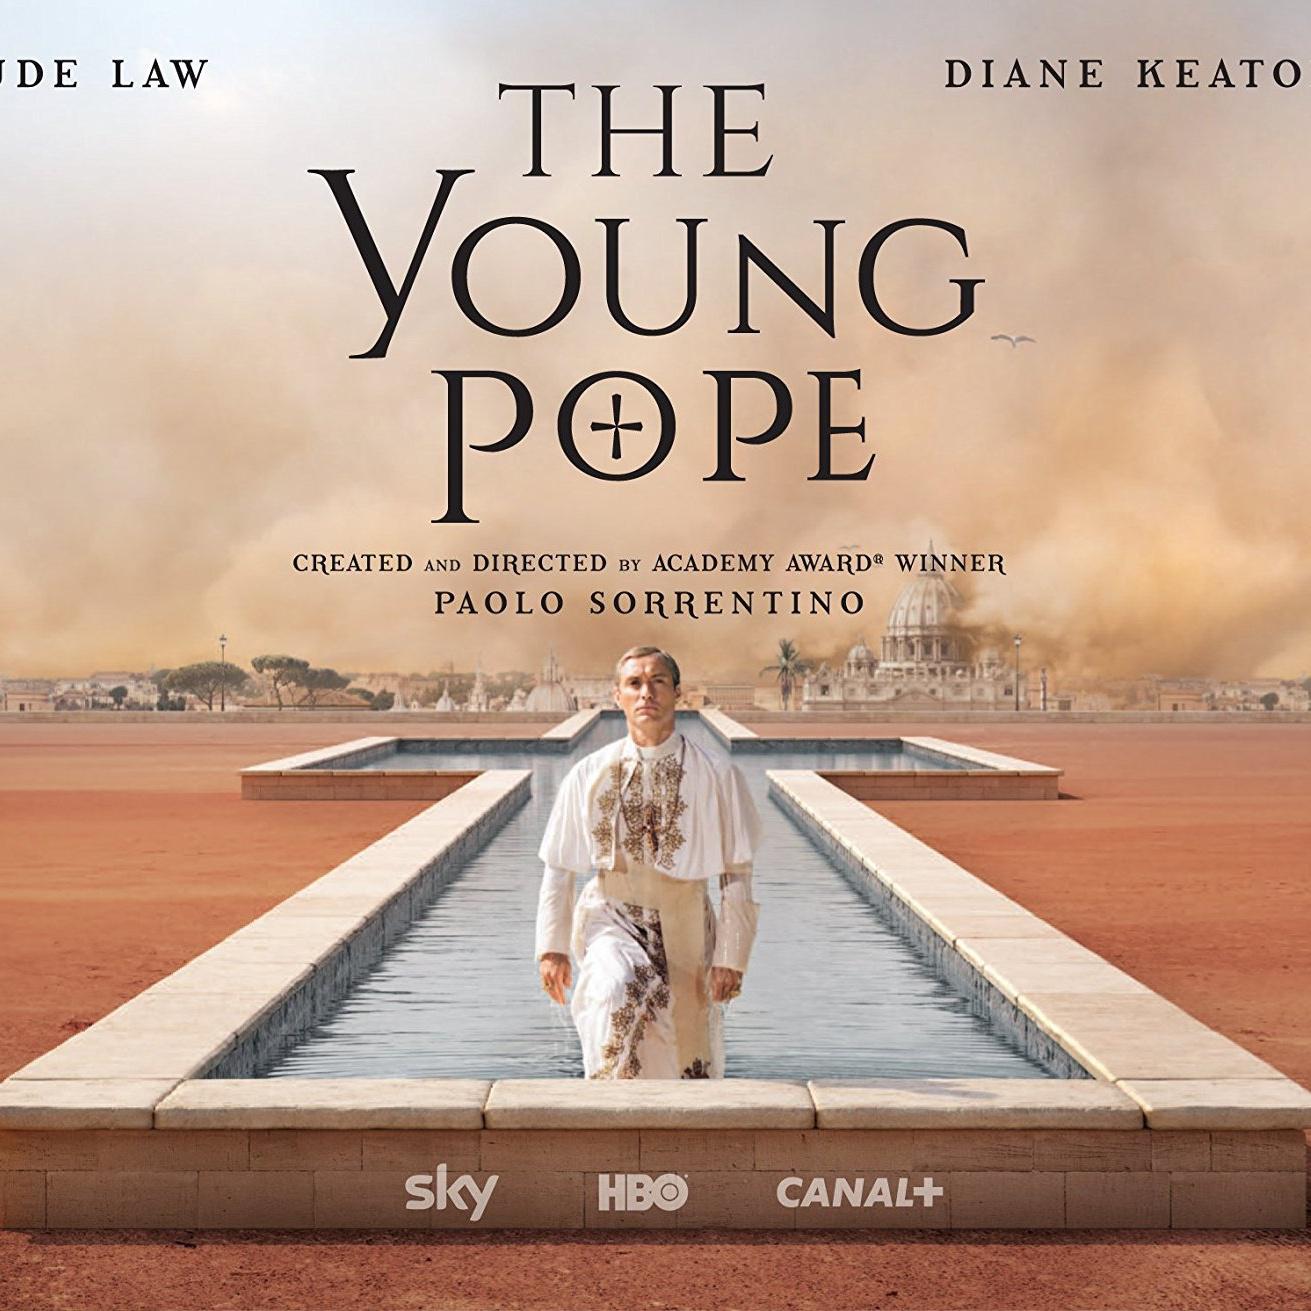 UDE LAW
DIANE KEATO
THE
YOUNG
POPE
CREATED AND DIRECTED BY ACADEMY AWARD® WINNER
PAOLO SORRENTINO
sky HBO CANAL+